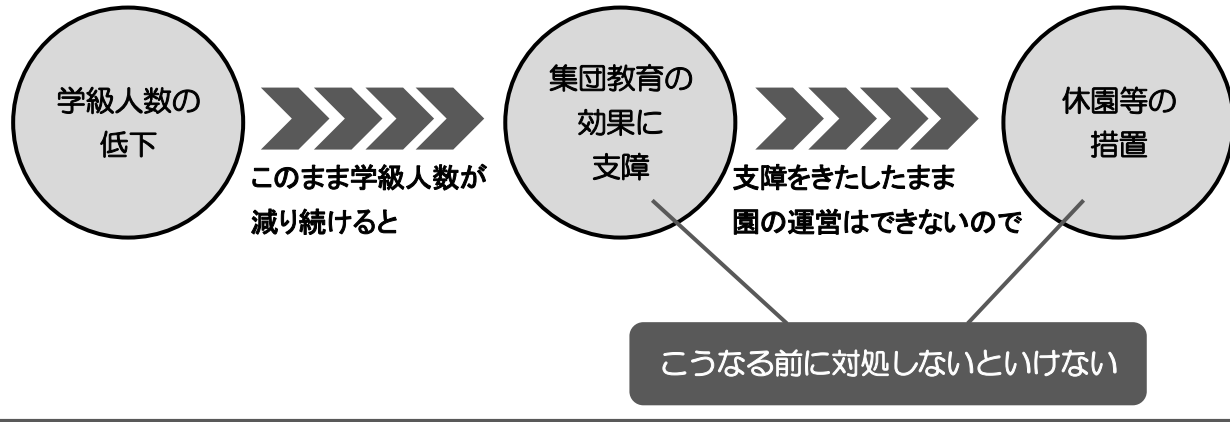 学級人数の
低下
このまま学級人数が
減り続けると
集団教育の
効果に
支障
支障をきたしたまま
園の運営はできないので
休園等の
措置
こうなる前に対処しないといけない